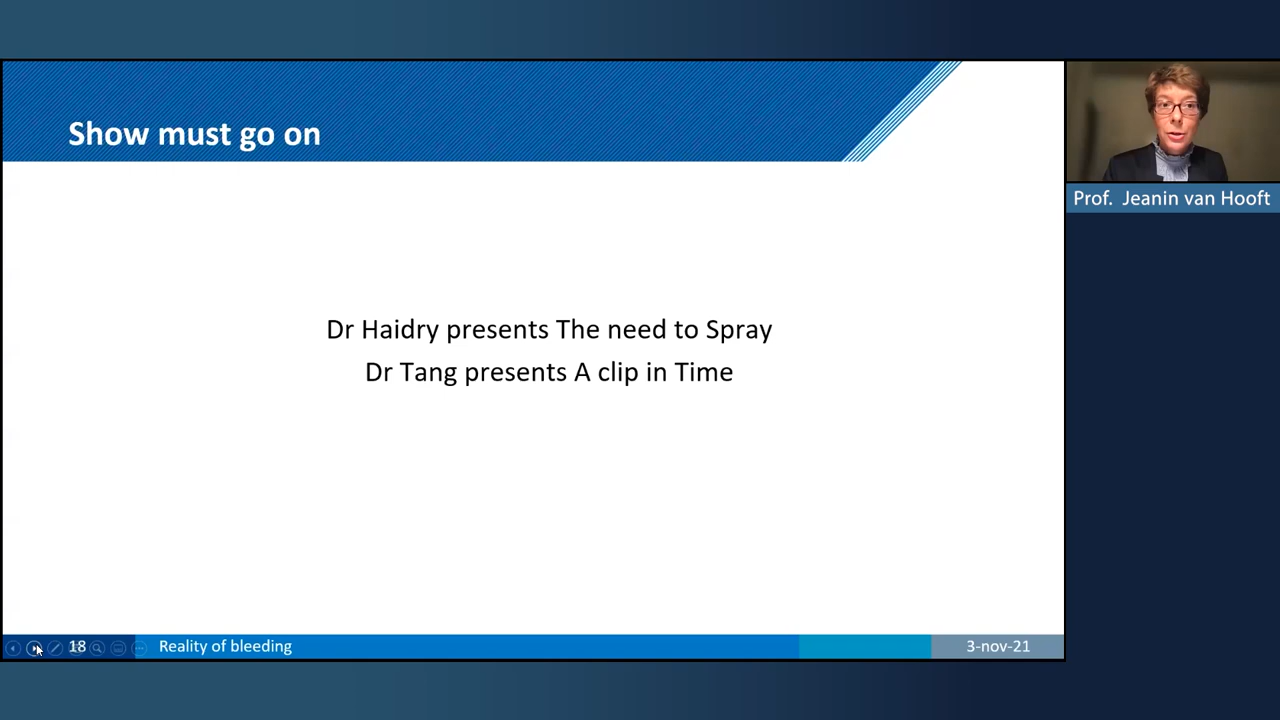 Show must go on
Prof. Jeanin van Hooft
Dr Haidry presents The need to Spray
Dr Tang presents A clip in Time
18
Reality of bleeding
3-nov-21